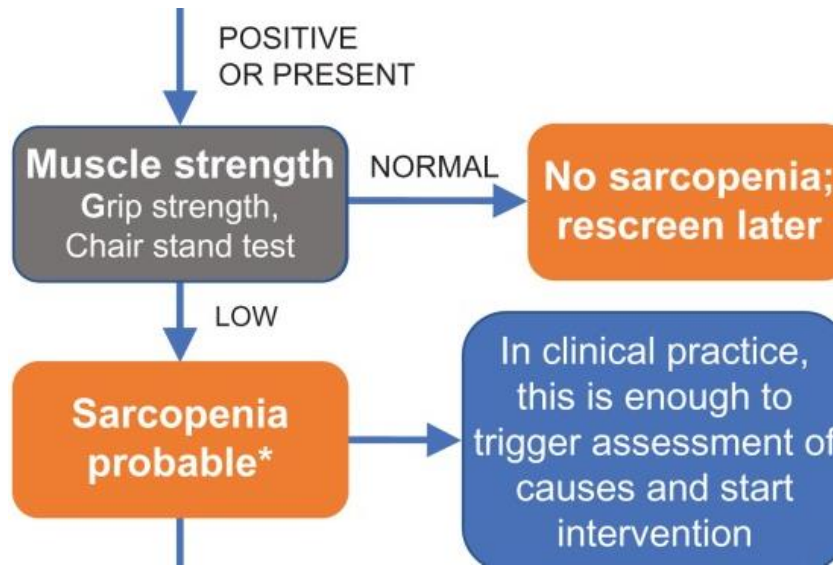 POSITIVE
OR PRESENT
Muscle strength
Grip strength,
Chair stand test
NORMAL
No sarcopenia;
rescreen later
LOW
Sarcopenia
probable*
In clinical practice,
this is enough to
trigger assessment of
causes and start
intervention